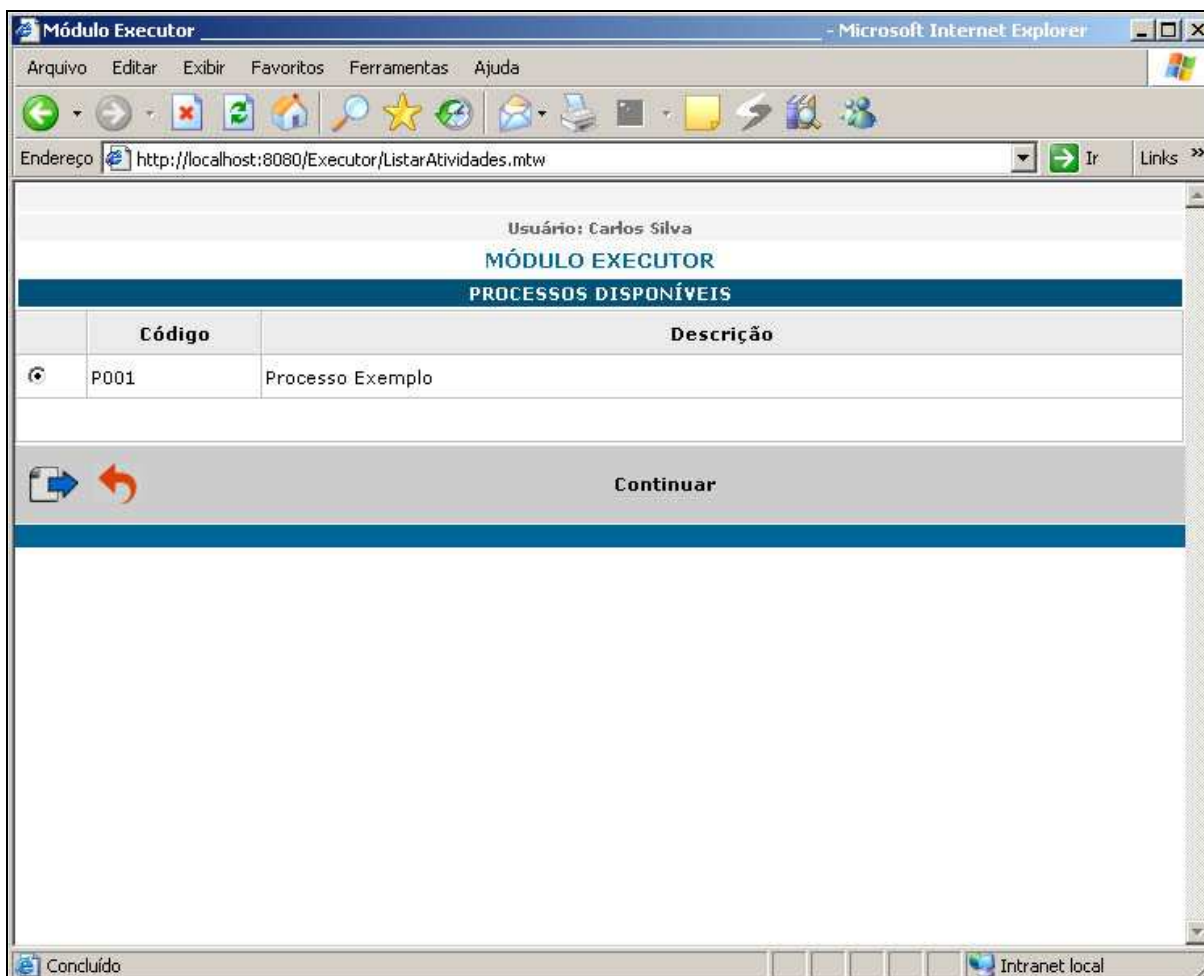 Módulo Executor - Microsoft Internet Explorer
Arquivo Editar Exibir Favoritos Ferramentas Ajuda
Endereço http://localhost:8080/Executor/ListarAtividades.mtw Ir Links »
Usuário: Carlos Silva
MÓDULO EXECUTOR
PROCESSOS DISPONÍVEIS
Código Descrição
P001 Processo Exemplo
Continuar
Concluído Intranet local